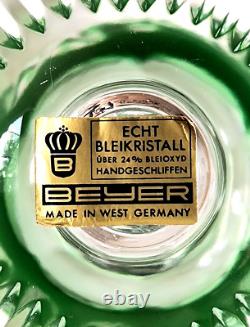 ECHT
BLEIKRISTALL
ÜBER 24% BLEIOXYD
HANDGESCHLIFFEN
B
BEYER
MADE IN WEST GERMANY